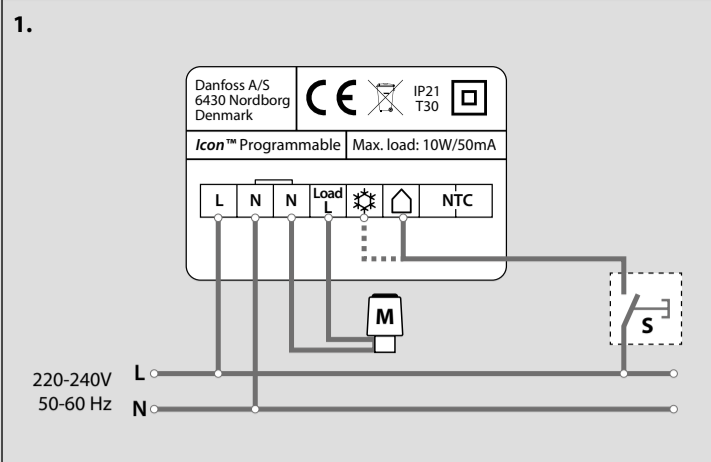 1.
Danfoss A/S
6430 Nordborg
Denmark
CE
IP21
T30
Icon™ Programmable
Max. load: 10W/50mA
L N N Load L NTC
M
S
220-240V L
50-60 Hz N